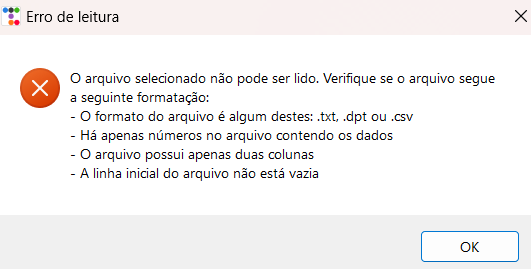 Erro de leitura
O arquivo selecionado não pode ser lido. Verifique se o arquivo segue
a seguinte formatação:
- O formato do arquivo é algum destes: .txt, .dpt ou .csv
- Há apenas números no arquivo contendo os dados
- O arquivo possui apenas duas colunas
- A linha inicial do arquivo não está vazia
OK